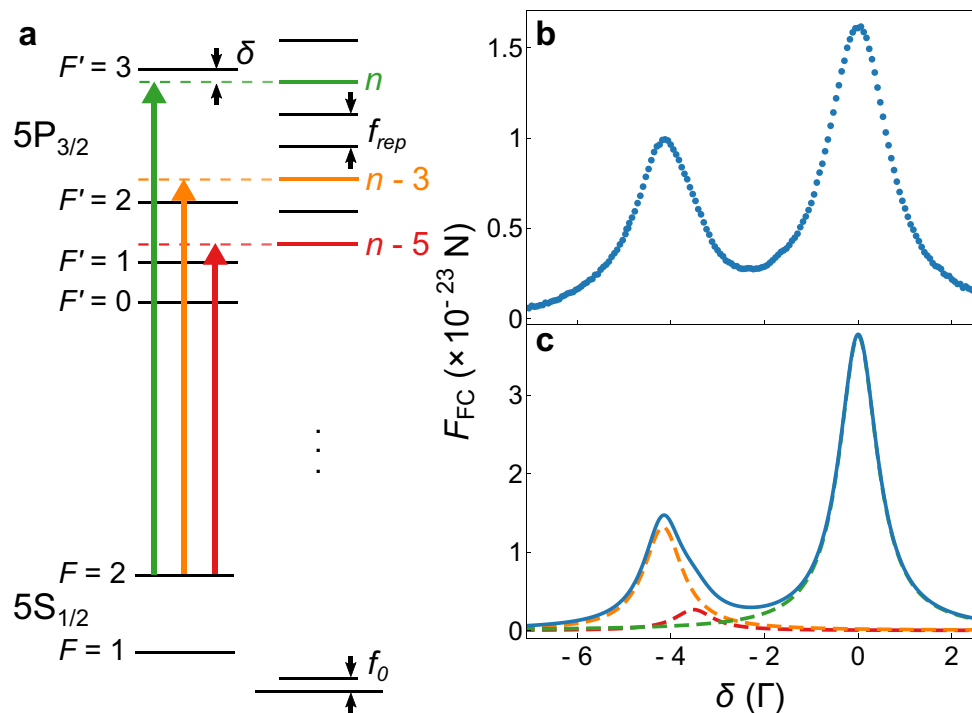 a
F′ = 3
δ
n
5P3/2
frep
n - 3
F′ = 2
n - 5
F′ = 1
F′ = 0
F = 2
5S1/2
F = 1
f0
b
1.5
1
0.5
0
c
3
2
1
0
FFC (× 10⁻²³ N)
- 6
- 4
- 2
0
2
δ (Γ)